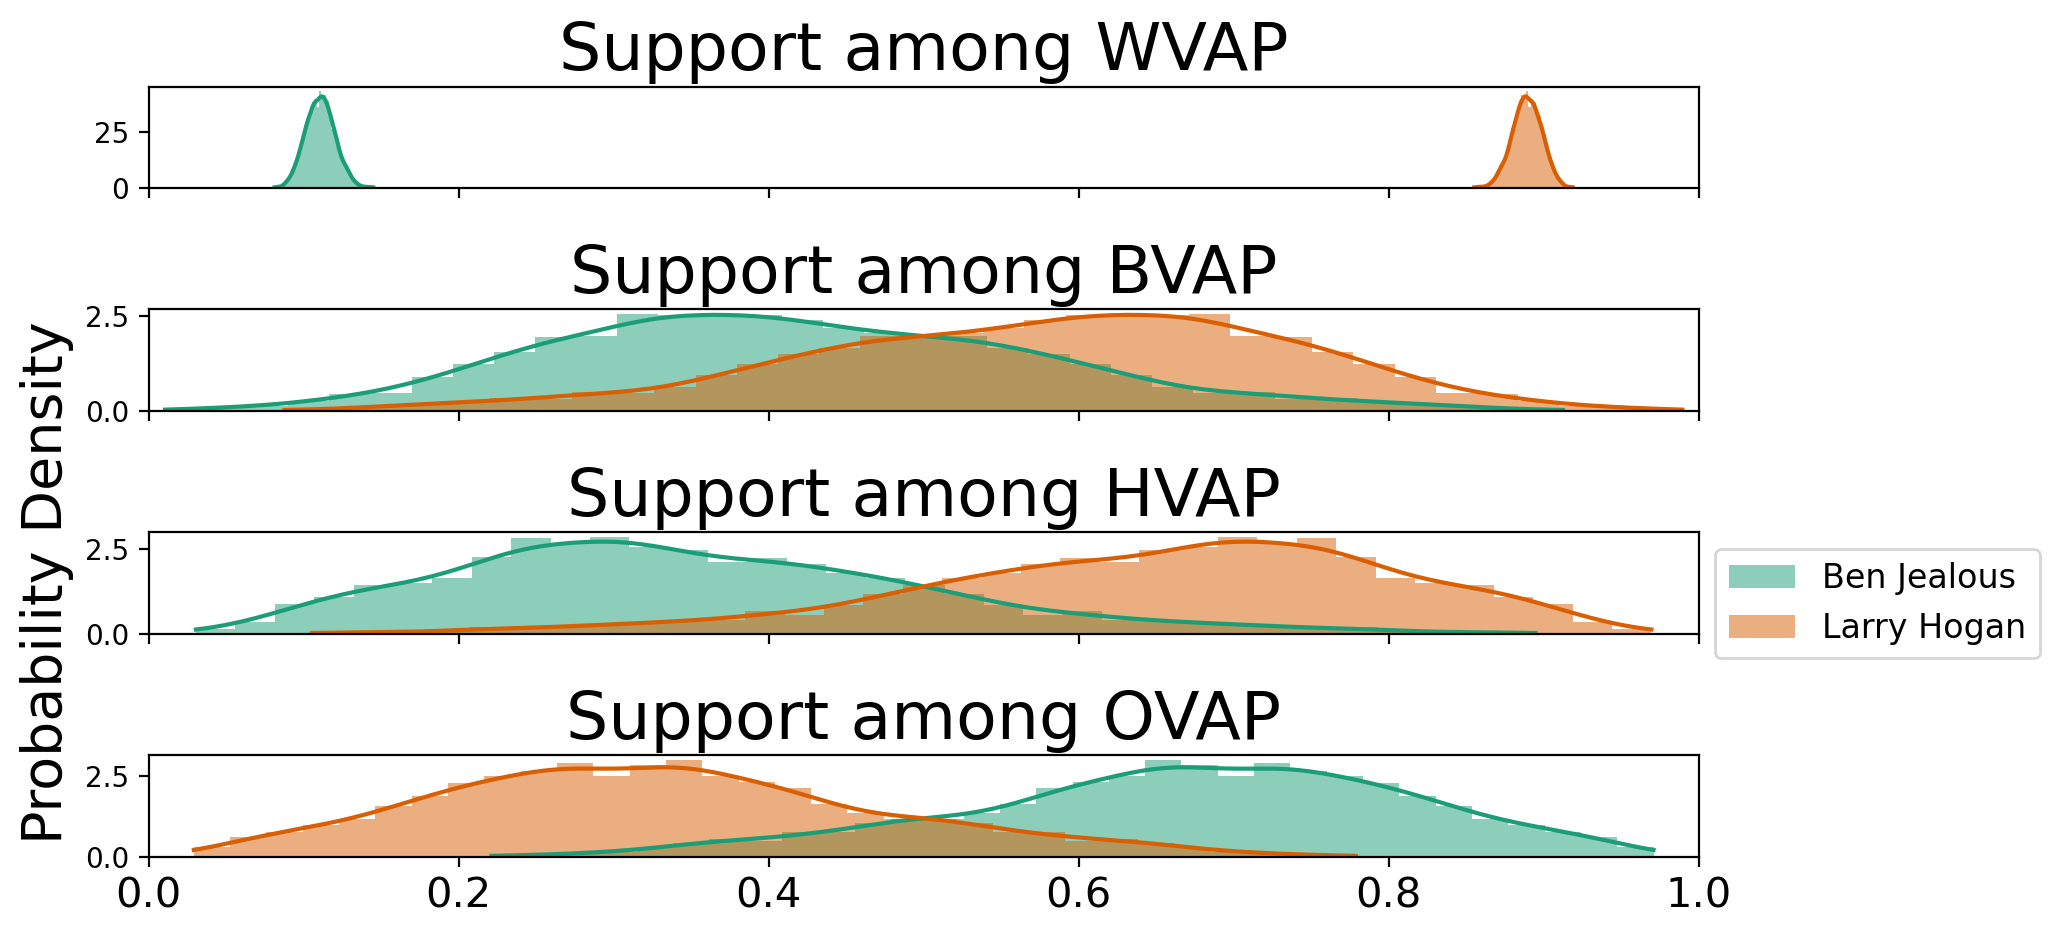 Support among WVAP
25
0
Support among BVAP
2.5
0.0
Support among HVAP
2.5
0.0
Support among OVAP
2.5
0.0
0.0 0.2 0.4 0.6 0.8 1.0
Probability Density
Ben Jealous
Larry Hogan